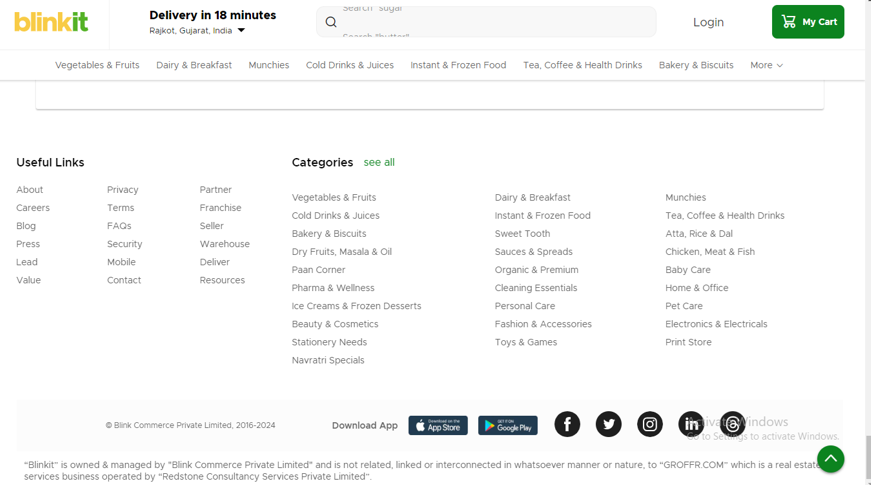 blinkit
Delivery in 18 minutes
Rajkot, Gujarat, India
Search "sugar"
Search "butter"
Login
My Cart
Vegetables & Fruits
Dairy & Breakfast
Munchies
Cold Drinks & Juices
Instant & Frozen Food
Tea, Coffee & Health Drinks
Bakery & Biscuits
More
Useful Links
About
Privacy
Partner
Careers
Terms
Franchise
Blog
FAQs
Seller
Press
Security
Warehouse
Lead
Mobile
Deliver
Value
Contact
Resources
Categories
see all
Vegetables & Fruits
Dairy & Breakfast
Munchies
Cold Drinks & Juices
Instant & Frozen Food
Tea, Coffee & Health Drinks
Bakery & Biscuits
Sweet Tooth
Atta, Rice & Dal
Dry Fruits, Masala & Oil
Sauces & Spreads
Chicken, Meat & Fish
Paan Corner
Organic & Premium
Baby Care
Pharma & Wellness
Cleaning Essentials
Home & Office
Ice Creams & Frozen Desserts
Personal Care
Pet Care
Beauty & Cosmetics
Fashion & Accessories
Electronics & Electricals
Stationery Needs
Toys & Games
Print Store
Navratri Specials
© Blink Commerce Private Limited, 2016-2024
Download App
Download on the
App Store
GET IT ON
Google Play
Activate Windows
Go to Settings to activate Windows.
"Blinkit" is owned & managed by "Blink Commerce Private Limited" and is not related, linked or interconnected in whatsoever manner or nature, to "GROFFR.COM" which is a real estate
services business operated by "Redstone Consultancy Services Private Limited".